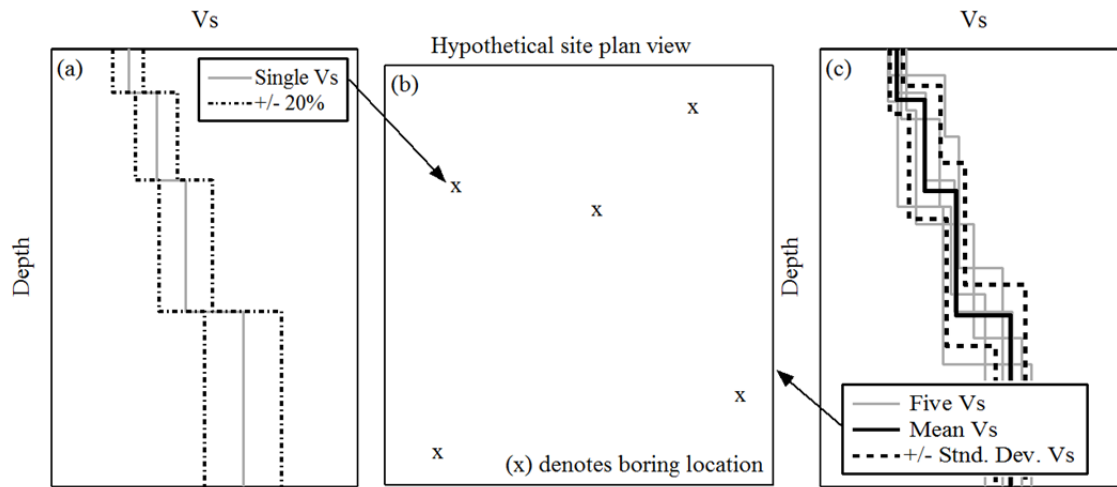 Vs
(a)
Single Vs
+/- 20%
Depth
Hypothetical site plan view
(b)
x
x
x
x
x
(x) denotes boring location
Vs
(c)
Depth
Five Vs
Mean Vs
+/- Stnd. Dev. Vs